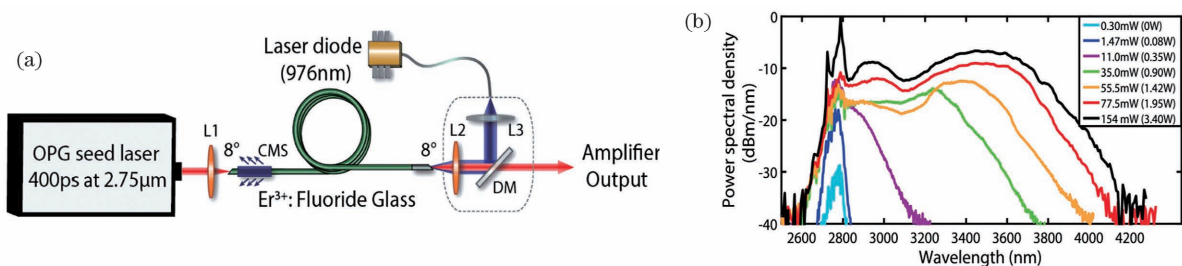 (a)
Laser diode
(976nm)
L1
8°
CMS
8°
L2
L3
DM
OPG seed laser
400ps at 2.75μm
Er³⁺: Fluoride Glass
Amplifier
Output
(b)
Power spectral density
(dBm/nm)
0
-10
-20
-30
-40
0.30mW (0W)
1.47mW (0.08W)
11.0mW (0.35W)
35.0mW (0.90W)
55.5mW (1.42W)
77.5mW (1.95W)
154 mW (3.40W)
2600 2800 3000 3200 3400 3600 3800 4000 4200
Wavelength (nm)